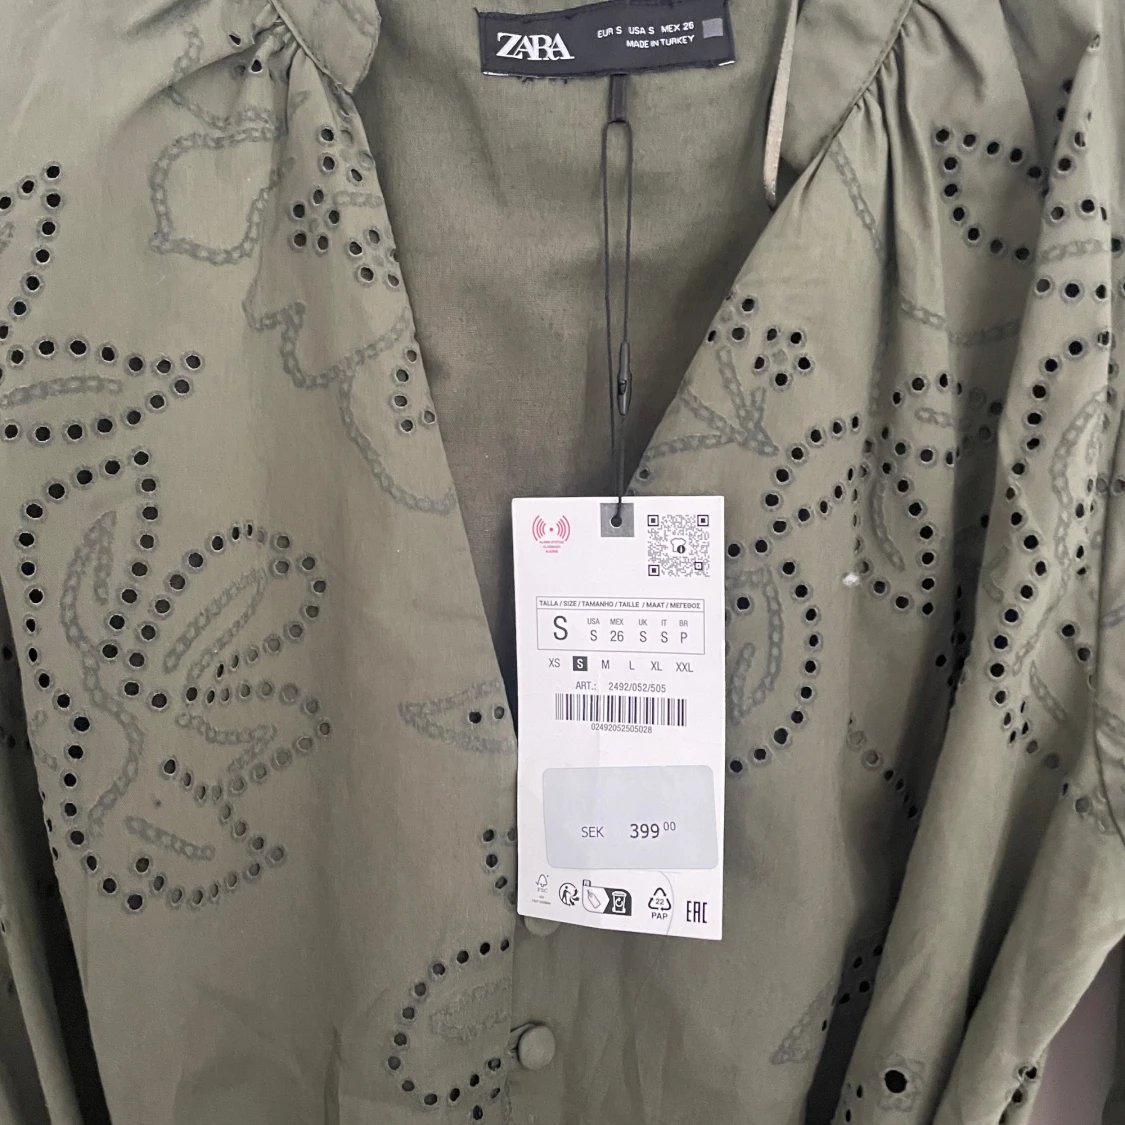 ZARA
EUR S USA S MEX 26
MADE IN TURKEY
TALLA / SIZE / TAMANHO / TAILLE / MAAT / ΜΕΓΕΘΟΣ
S
USA MEX UK IT BR
S 26 S S P
XS S M L XL XXL
ART.: 2492/052/505
02492052505028
SEK 399 00
FSC
22
PAP
EAC